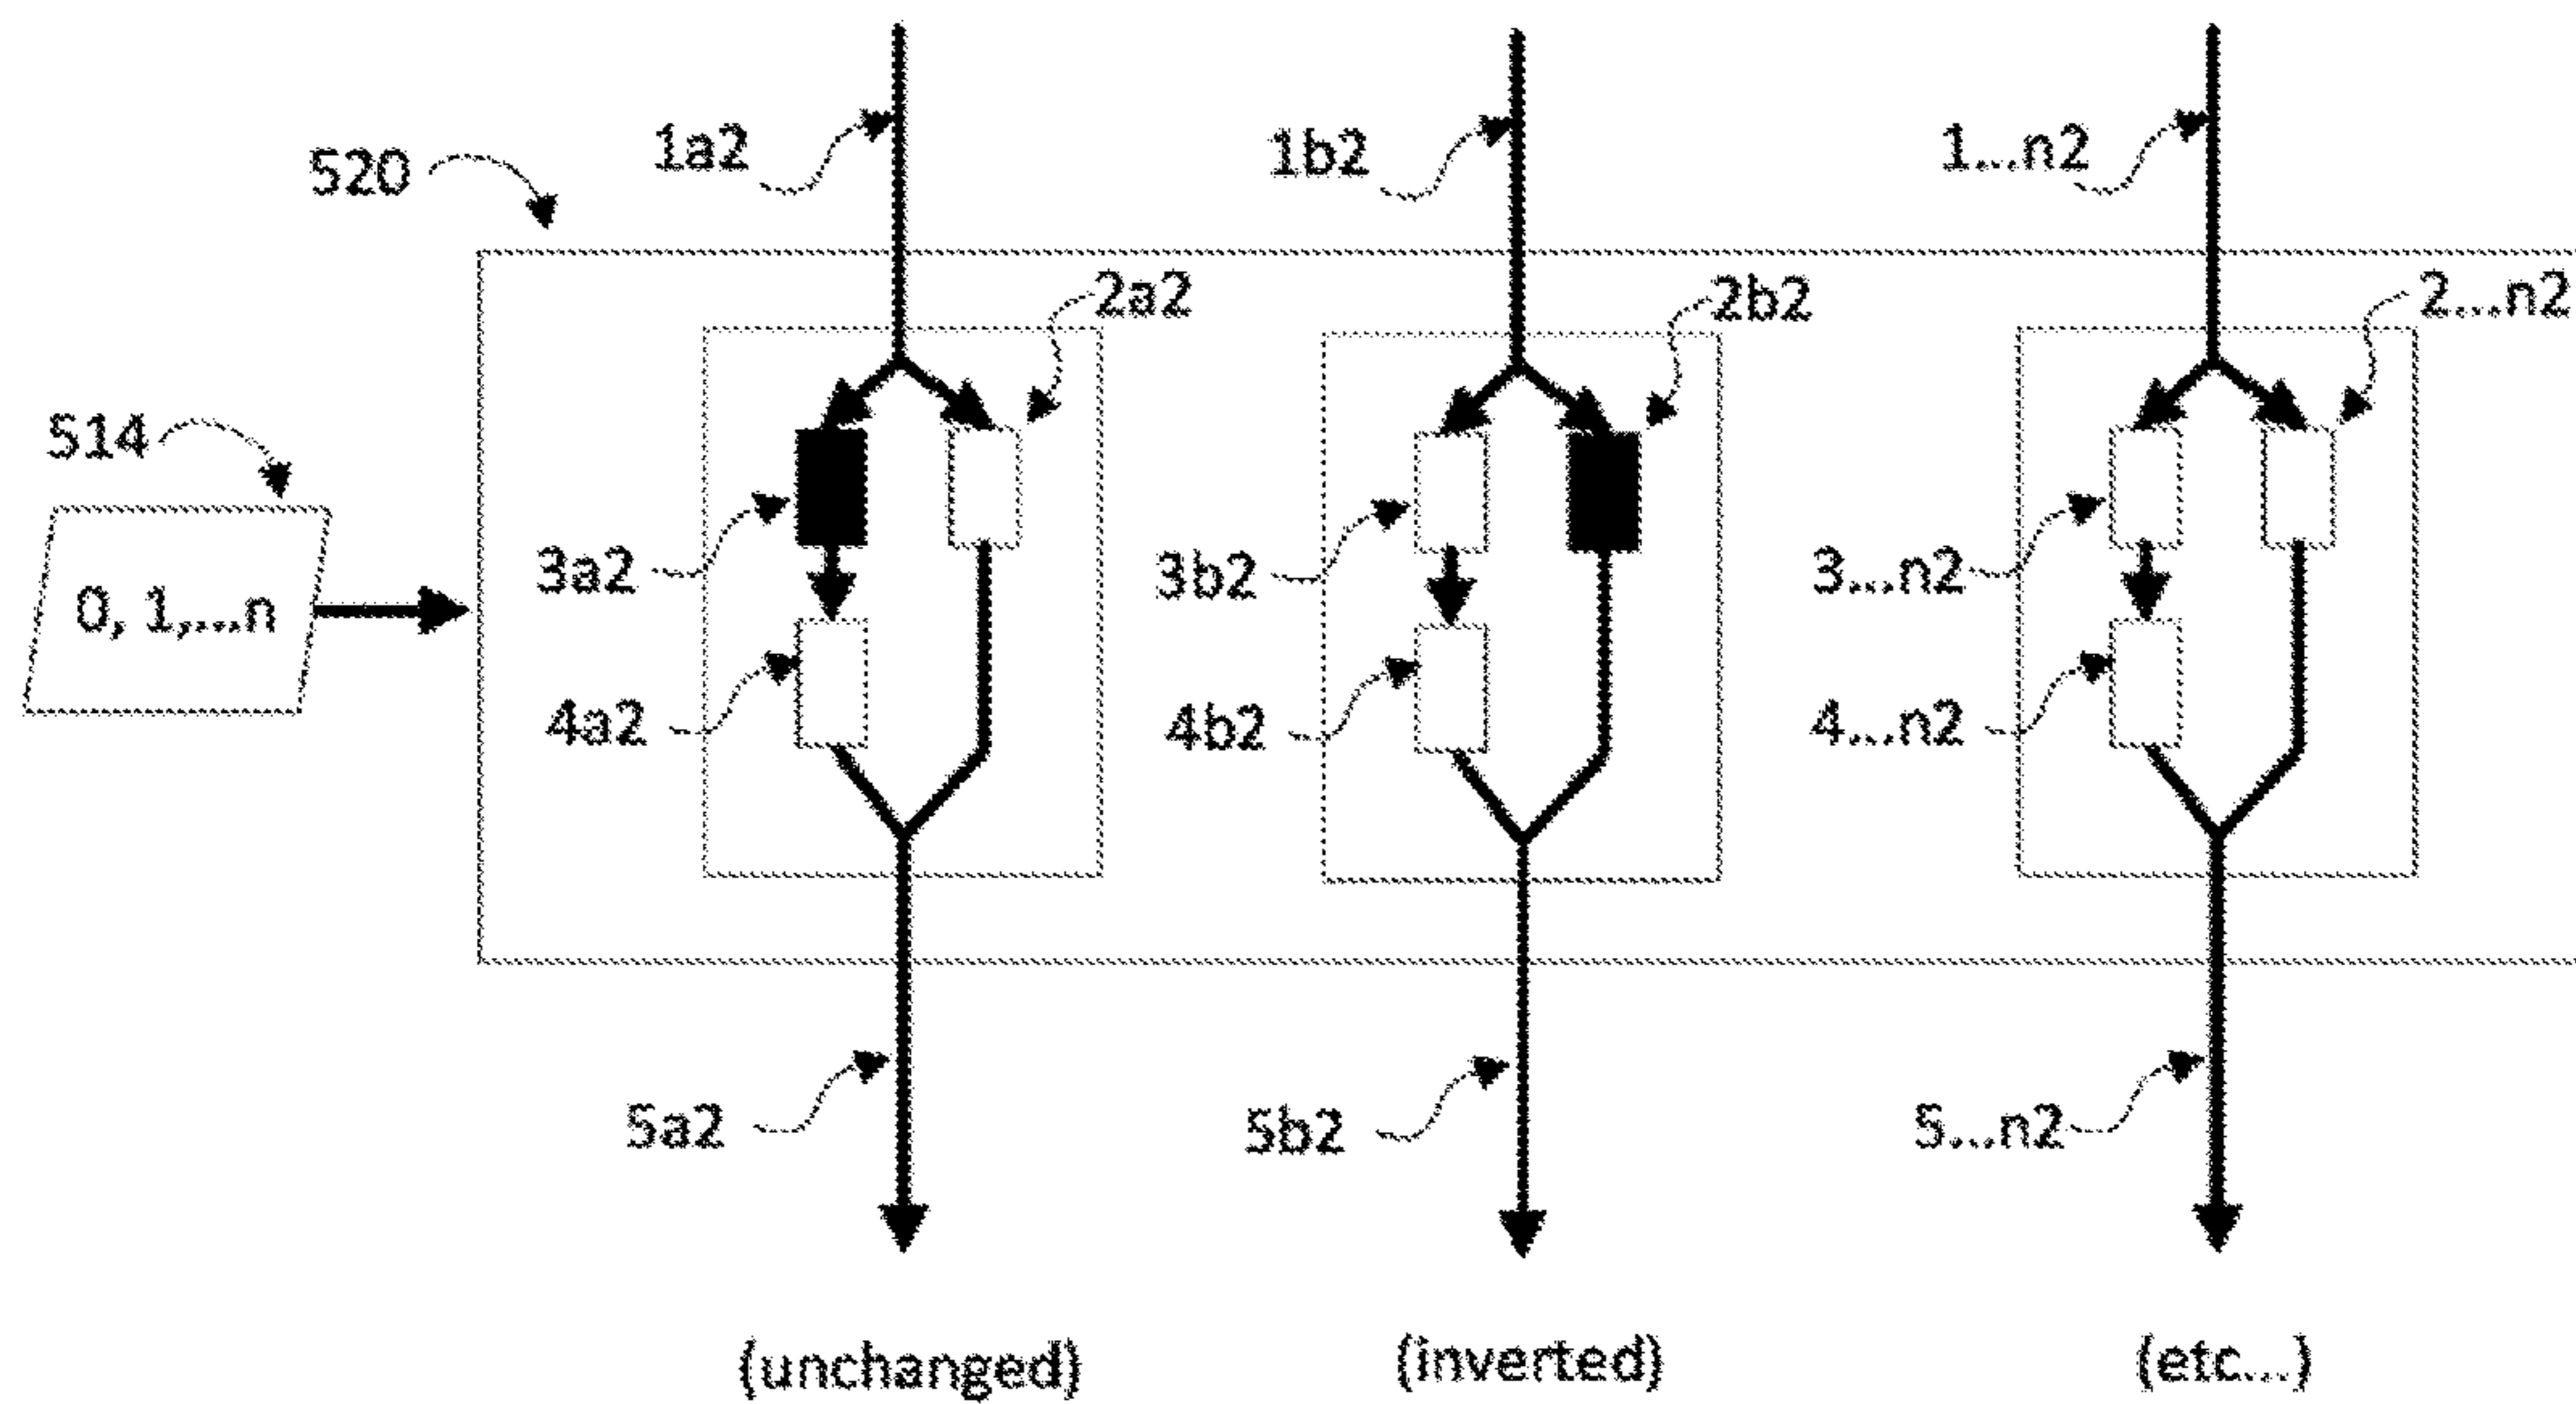 1a2
1b2
1...n2
520
2a2
2b2
2...n2
514
3a2
3b2
3...n2
0, 1,...n
4a2
4b2
4...n2
5a2
5b2
5...n2
(unchanged)
(inverted)
(etc...)